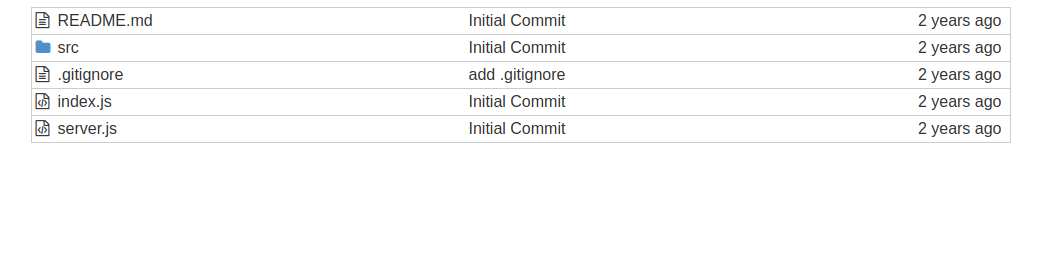 README.md Initial Commit 2 years ago
src Initial Commit 2 years ago
.gitignore add .gitignore 2 years ago
index.js Initial Commit 2 years ago
server.js Initial Commit 2 years ago